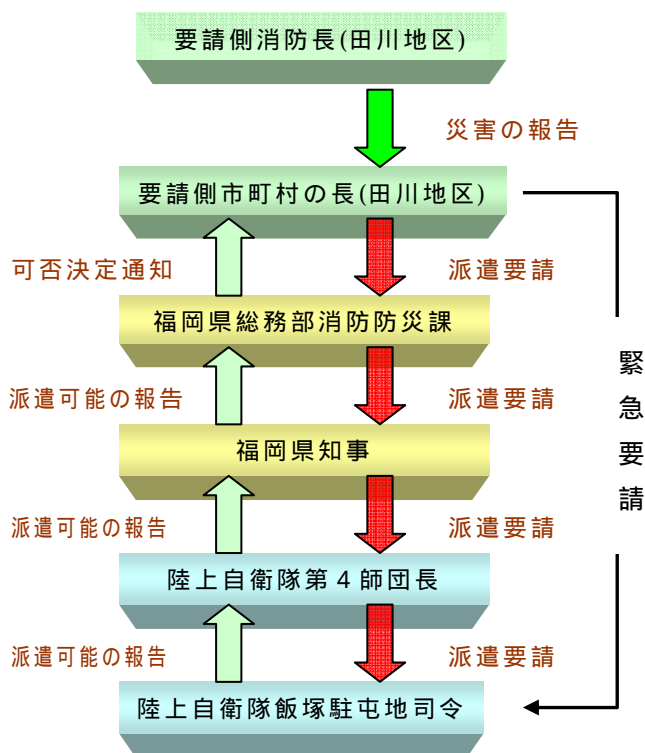 要請側消防長(田川地区)
災害の報告
要請側市町村の長(田川地区)
可否決定通知
派遣要請
福岡県総務部消防防災課
派遣可能の報告
派遣要請
福岡県知事
派遣可能の報告
派遣要請
陸上自衛隊第４師団長
派遣可能の報告
派遣要請
陸上自衛隊飯塚駐屯地司令
緊急要請